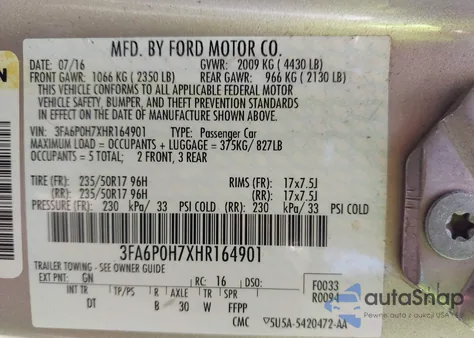 MFD. BY FORD MOTOR CO.
DATE: 07/16 GVWR: 2009 KG ( 4430 LB)
FRONT GAWR: 1066 KG ( 2350 LB) REAR GAWR: 966 KG ( 2130 LB)
THIS VEHICLE CONFORMS TO ALL APPLICABLE FEDERAL MOTOR
VEHICLE SAFETY, BUMPER, AND THEFT PREVENTION STANDARDS IN
EFFECT ON THE DATE OF MANUFACTURE SHOWN ABOVE.
VIN: 3FA6P0H7XHR164901 TYPE: Passenger Car
MAXIMUM LOAD = OCCUPANTS + LUGGAGE = 375KG/ 827LB
OCCUPANTS = 5 TOTAL; 2 FRONT, 3 REAR
TIRE (FR): 235/50R17 96H RIMS (FR): 17x7.5J
(RR): 235/50R17 96H (RR): 17x7.5J
PRESSURE (FR): 230 kPa/ 33 PSI COLD (RR): 230 kPa/ 33 PSI COLD
3FA6P0H7XHR164901
TRAILER TOWING - SEE OWNER GUIDE
EXT PNT: GN RC: 16 DSO: F0033
R0094
INT TR TP/PS R AXLE TR SPR
DT B 30 W FFPP
CMC 5U5A-5420472-AA
N
autoSnap